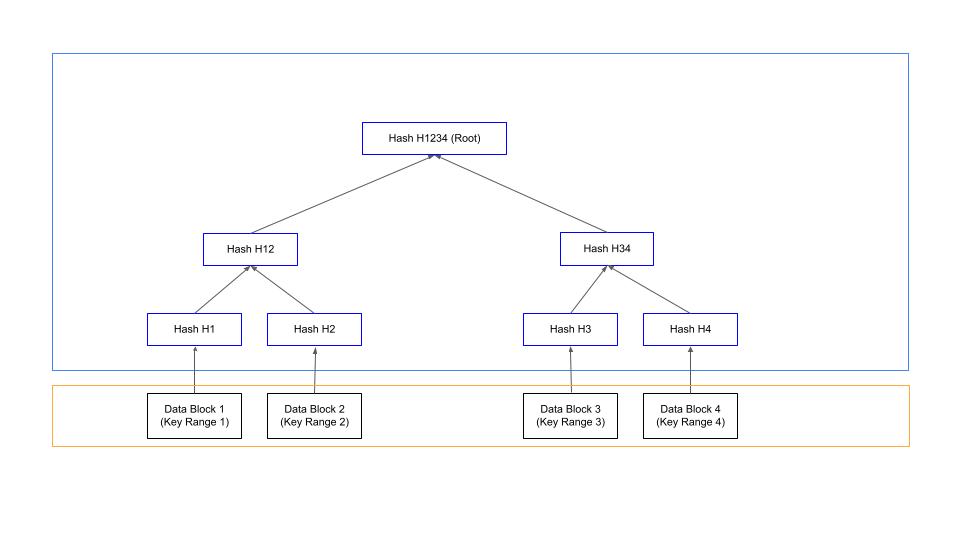 Hash H1234 (Root)
Hash H12
Hash H34
Hash H1
Hash H2
Hash H3
Hash H4
Data Block 1
(Key Range 1)
Data Block 2
(Key Range 2)
Data Block 3
(Key Range 3)
Data Block 4
(Key Range 4)